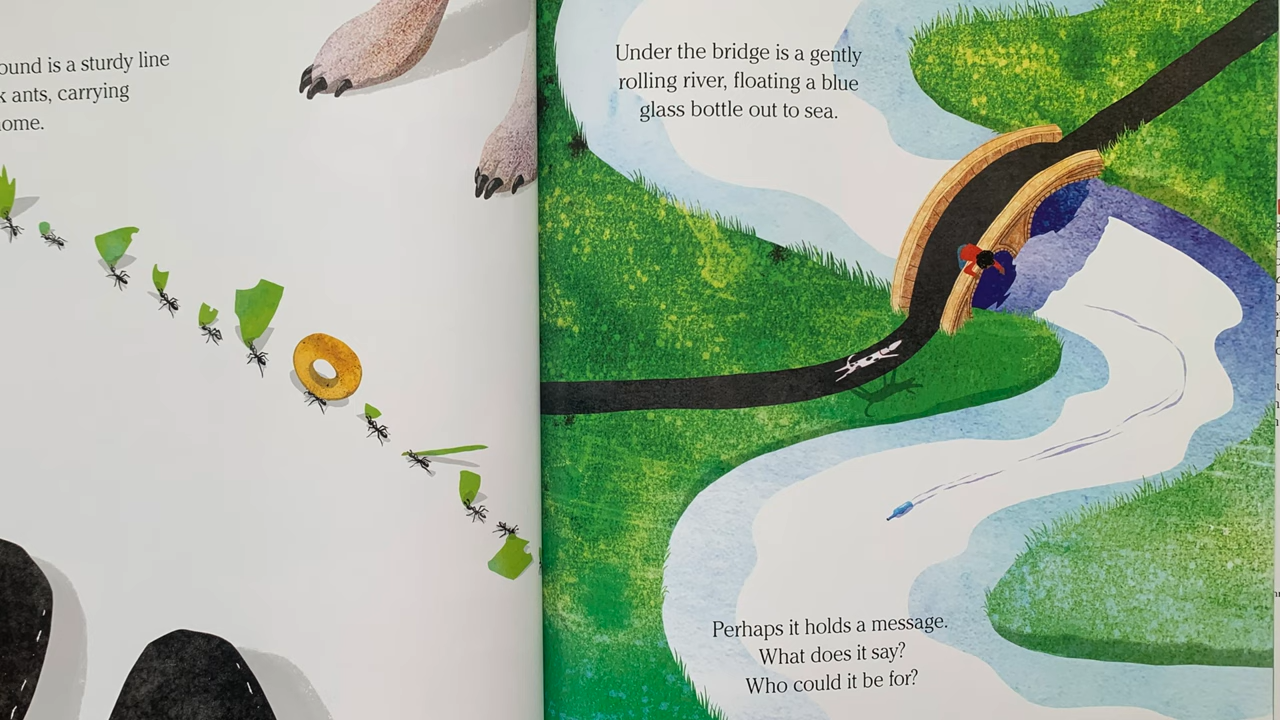 ound is a sturdy line
k ants, carrying
ome.
Under the bridge is a gently
rolling river, floating a blue
glass bottle out to sea.
Perhaps it holds a message.
What does it say?
Who could it be for?